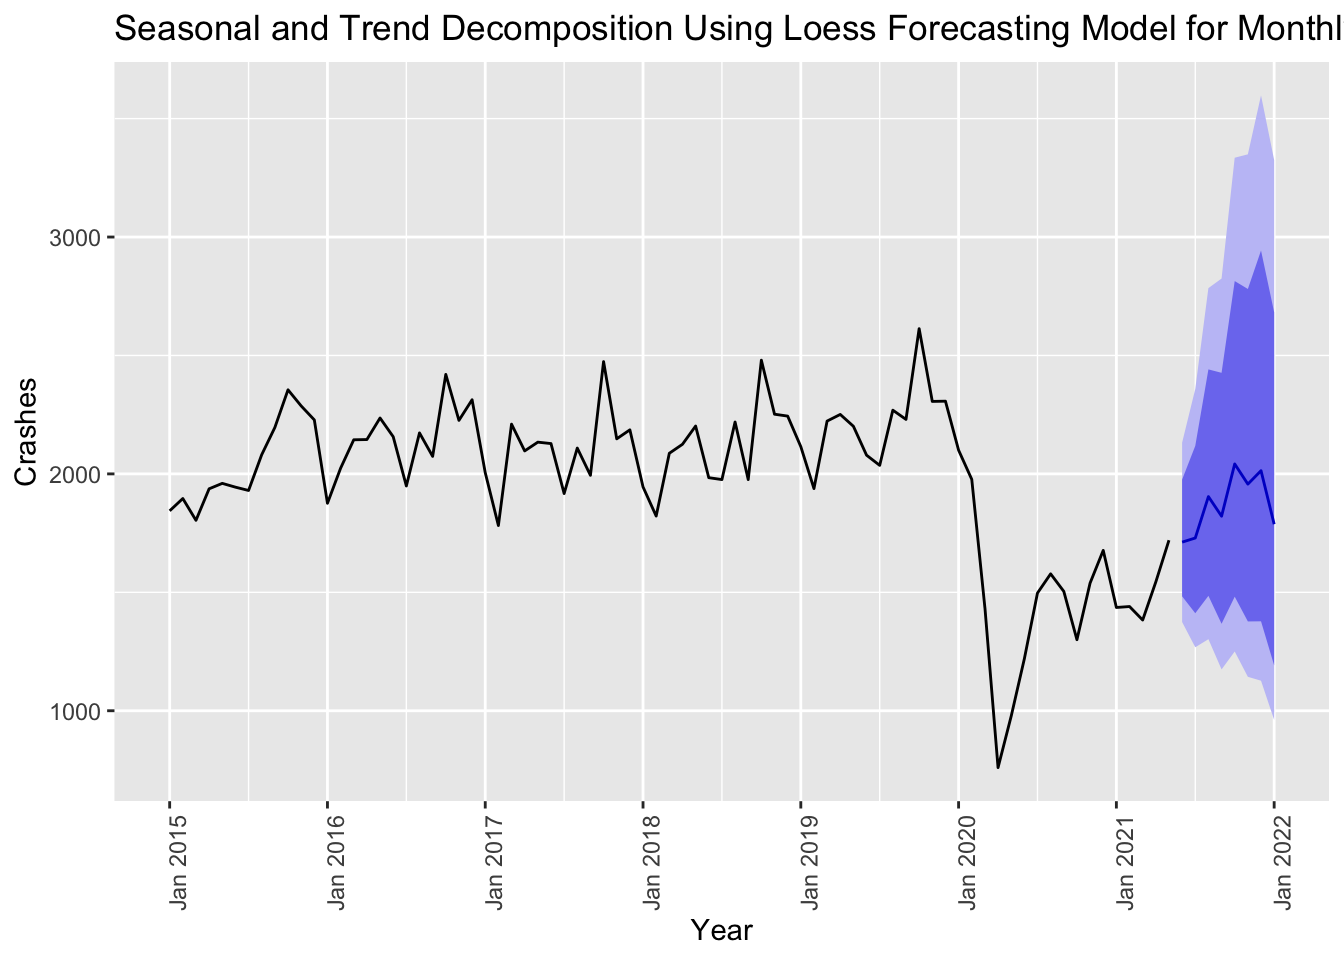 Seasonal and Trend Decomposition Using Loess Forecasting Model for Monthl
Crashes
3000
2000
1000
Jan 2015
Jan 2016
Jan 2017
Jan 2018
Jan 2019
Jan 2020
Jan 2021
Jan 2022
Year